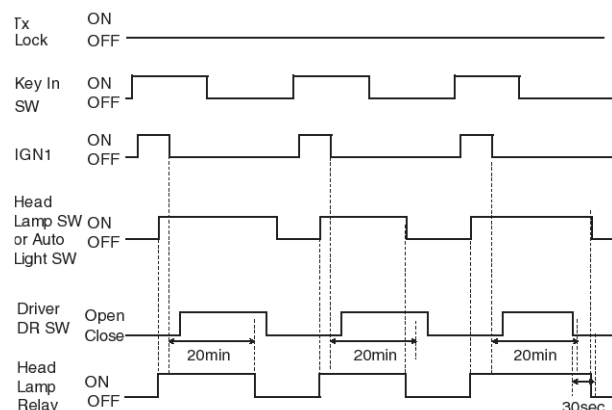 Tx ON
Lock OFF
Key In ON
SW OFF
IGN1 ON
OFF
Head
Lamp SW ON
or Auto OFF
Light SW
Driver Open
DR SW Close
20min 20min 20min
Head
Lamp ON
Relay OFF
30sec